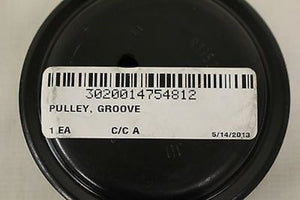 3020014754812
PULLEY, GROOVE
1 EA C/C A 5/14/2013